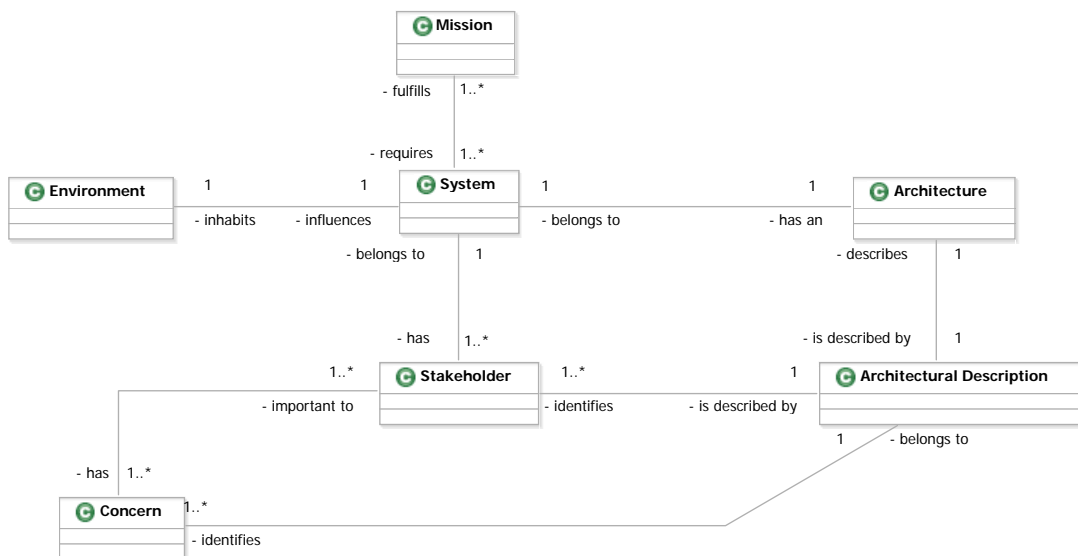 C Mission
- fulfills 1..*
- requires 1..*
C Environment
1
- inhabits
1
- influences
C System
1
- belongs to
1
- has an
C Architecture
- belongs to 1
- describes 1
- has 1..*
- is described by 1
1..*
- important to
C Stakeholder
1..*
- identifies
1
- is described by
C Architectural Description
1 - belongs to
- has 1..*
C Concern
1..*
- identifies